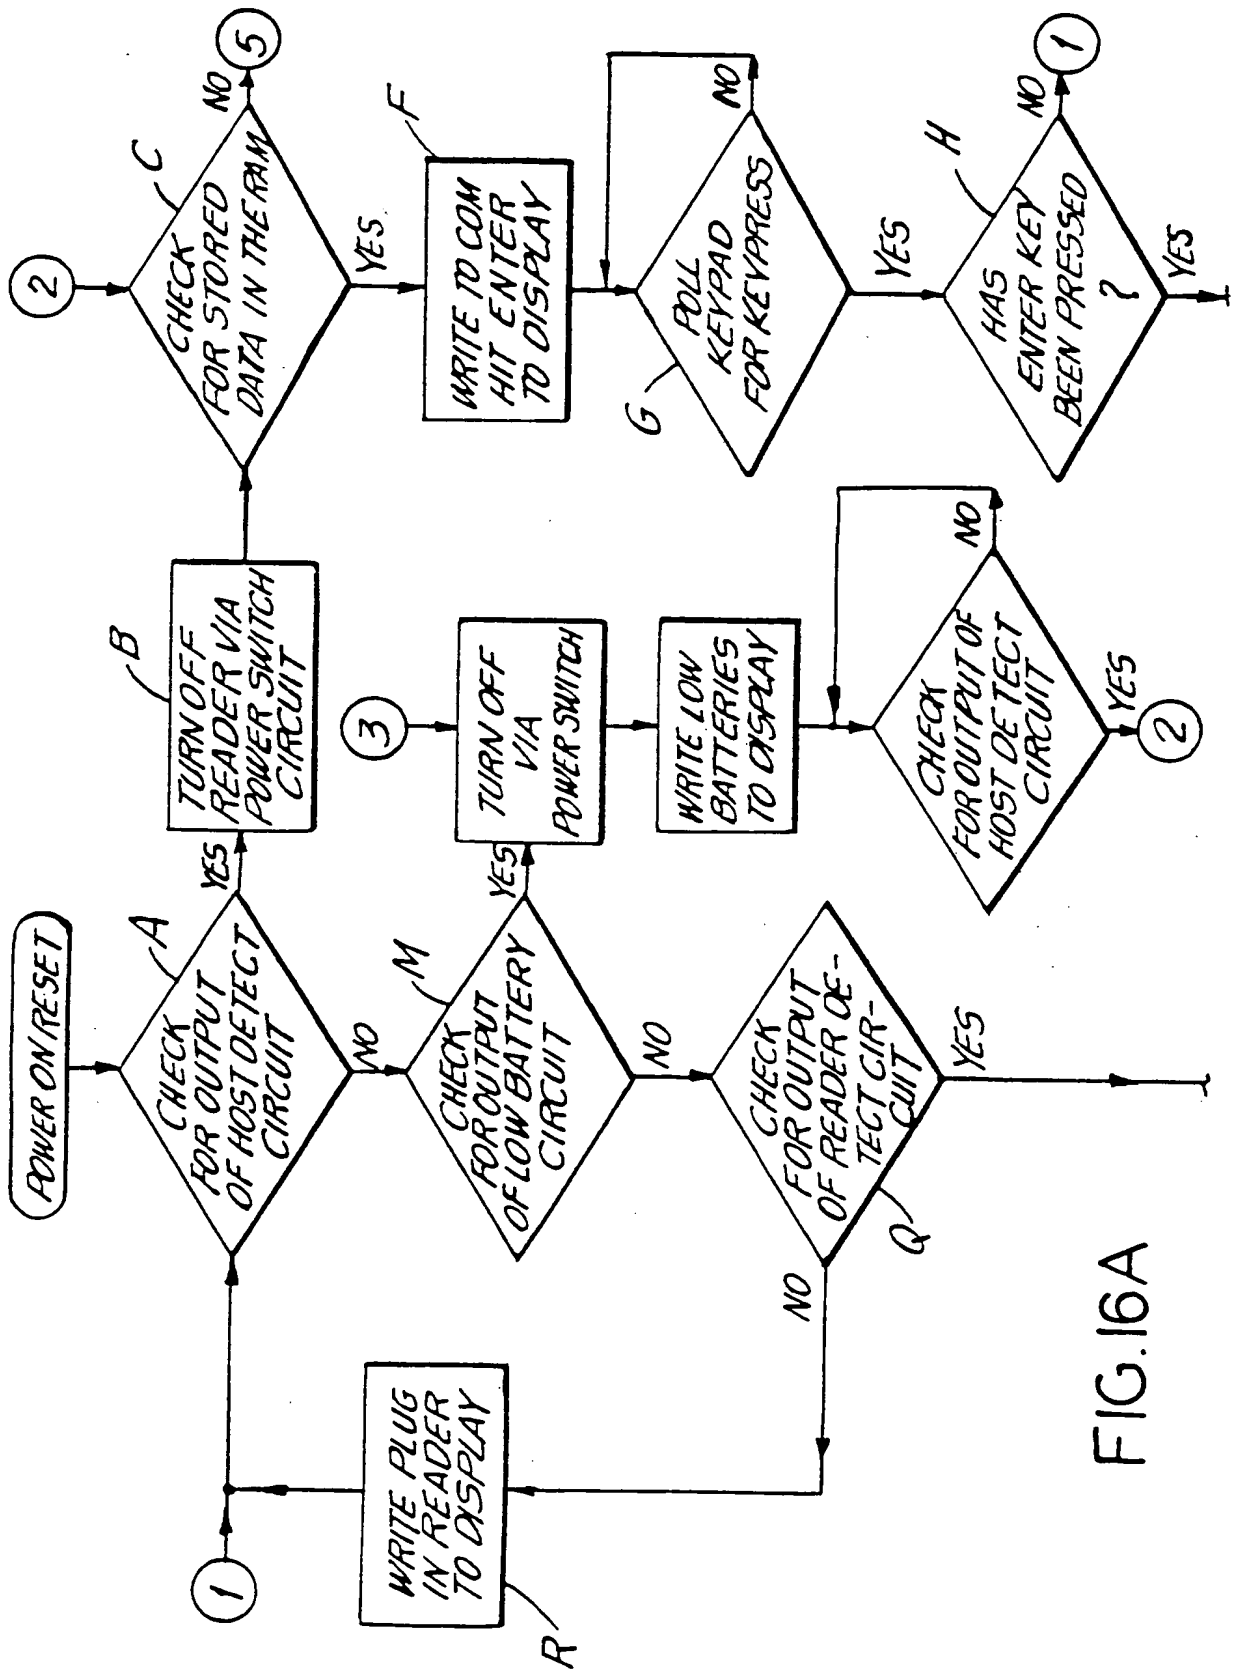 POWER ON RESET
A
CHECK
FOR OUTPUT
OF HOST DETECT
CIRCUIT
YES
NO
B
TURN OFF
READER VIA
POWER SWITCH
CIRCUIT
2
C
CHECK
FOR STORED
DATA IN THE RAM
NO
5
YES
1
M
CHECK
FOR OUTPUT
OF LOW BATTERY
CIRCUIT
YES
NO
3
TURN OFF
VIA
POWER SWITCH
F
WRITE TO COM
HIT ENTER
TO DISPLAY
WRITE PLUG
IN READER
TO DISPLAY
R
WRITE LOW
BATTERIES
TO DISPLAY
G
POLL
KEYPAD
FOR KEYPRESS
NO
YES
NO
CHECK
FOR OUTPUT
OF READER DE-
TECT CIR-
CUIT
Q
YES
CHECK
FOR OUTPUT OF
HOST DETECT
CIRCUIT
NO
YES
2
H
HAS
ENTER KEY
BEEN PRESSED
?
NO
1
YES
FIG.16A